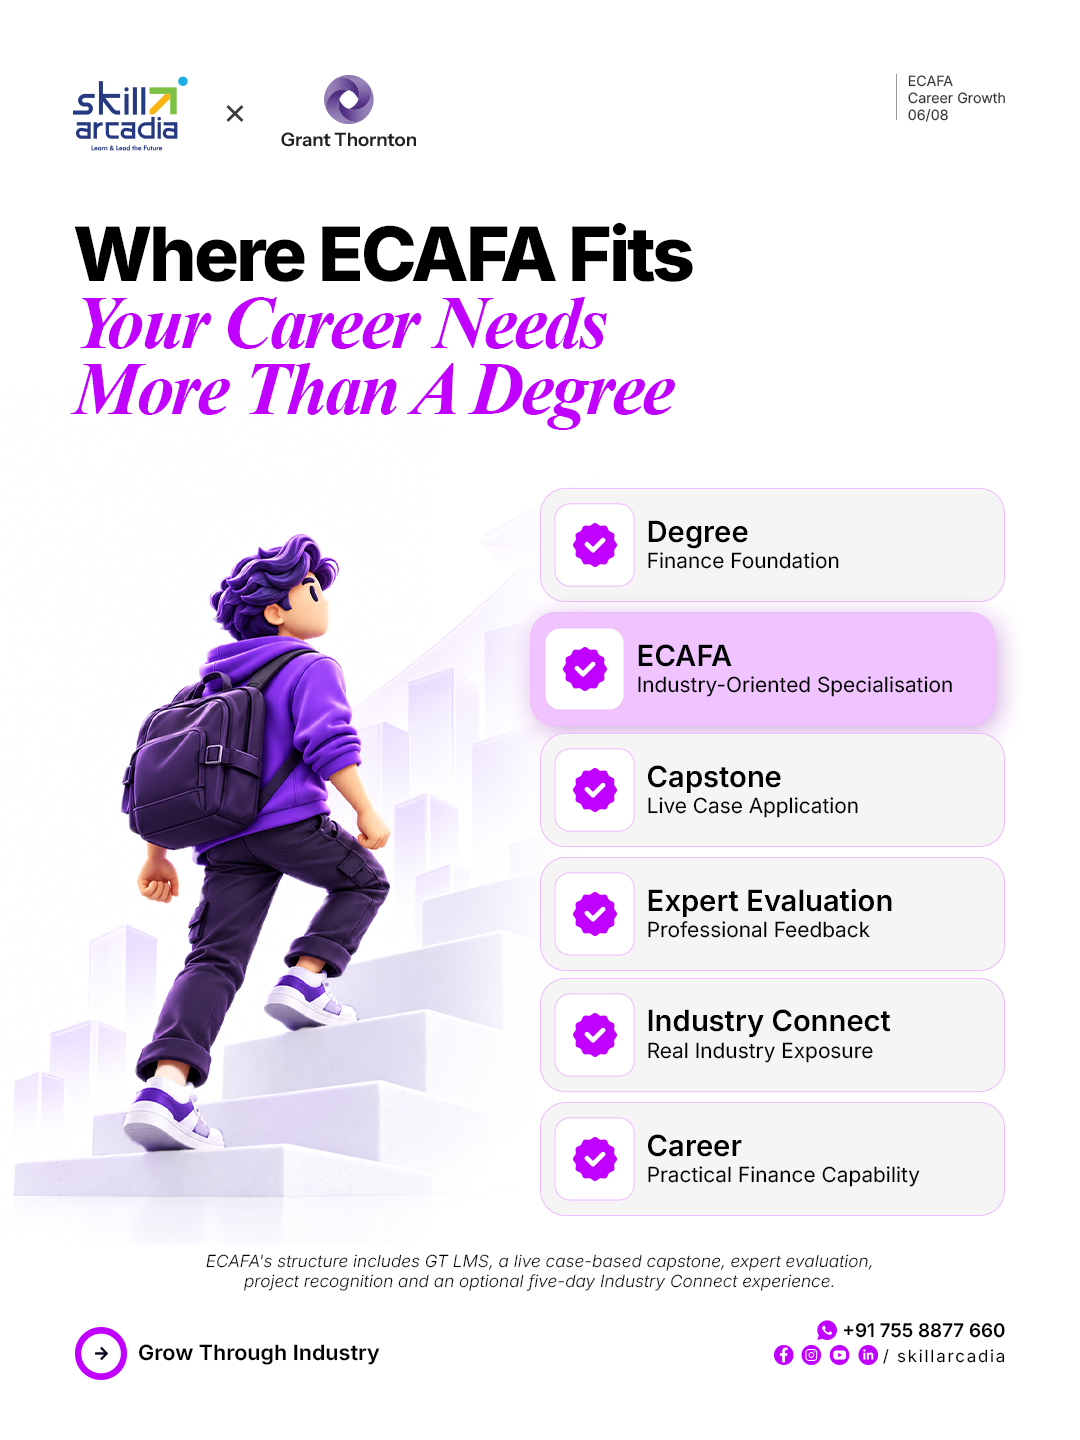 skill
arcadia
Learn & Lead the Future
×
Grant Thornton
ECAFA
Career Growth
06/08
Where ECAFA Fits
Your Career Needs
More Than A Degree
Degree
Finance Foundation
ECAFA
Industry-Oriented Specialisation
Capstone
Live Case Application
Expert Evaluation
Professional Feedback
Industry Connect
Real Industry Exposure
Career
Practical Finance Capability
ECAFA's structure includes GT LMS, a live case-based capstone, expert evaluation,
project recognition and an optional five-day Industry Connect experience.
Grow Through Industry
+91 755 8877 660
/ skillarcadia